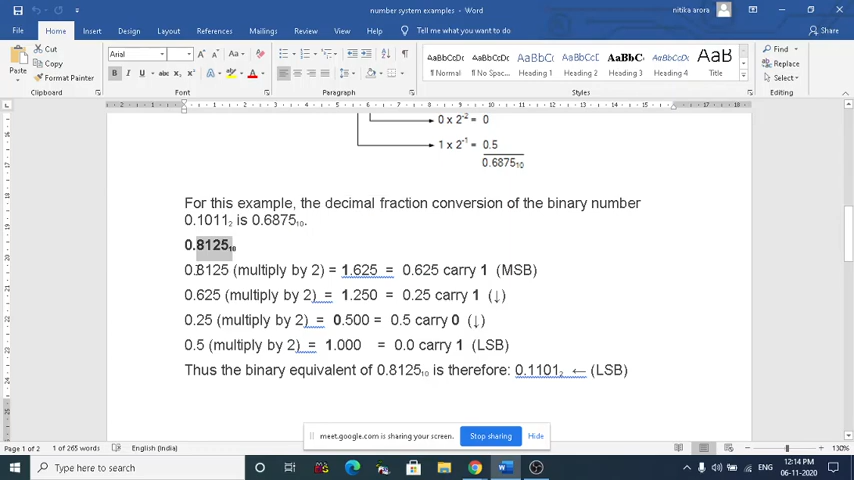 number system examples - Word
nitika arora
File Home Insert Draw Design Layout References Mailings Review View Help Tell me what you want to do Share
Cut
Copy
Format Painter
Paste
Clipboard
Arial
Font
Paragraph
AaBbCcDc AaBbCcDc AaBbCc AaBbCcD AaBbC AaBbCcD AaB
¶ Normal ¶ No Spac... Heading 1 Heading 2 Heading 3 Heading 4 Title
Styles
Find
Replace
Select
Editing
0 x 2⁻² = 0
1 x 2⁻¹ = 0.5
0.6875₁₀
For this example, the decimal fraction conversion of the binary number
0.1011₂ is 0.6875₁₀.
0.8125₁₀
0.8125 (multiply by 2) = 1.625 = 0.625 carry 1 (MSB)
0.625 (multiply by 2) = 1.250 = 0.25 carry 1 (↓)
0.25 (multiply by 2) = 0.500 = 0.5 carry 0 (↓)
0.5 (multiply by 2) = 1.000 = 0.0 carry 1 (LSB)
Thus the binary equivalent of 0.8125₁₀ is therefore: 0.1101₂ ← (LSB)
meet.google.com is sharing your screen. Stop sharing Hide
Page 1 of 2 1 of 265 words English (India) 130%
Type here to search
ENG
12:14 PM
06-11-2020